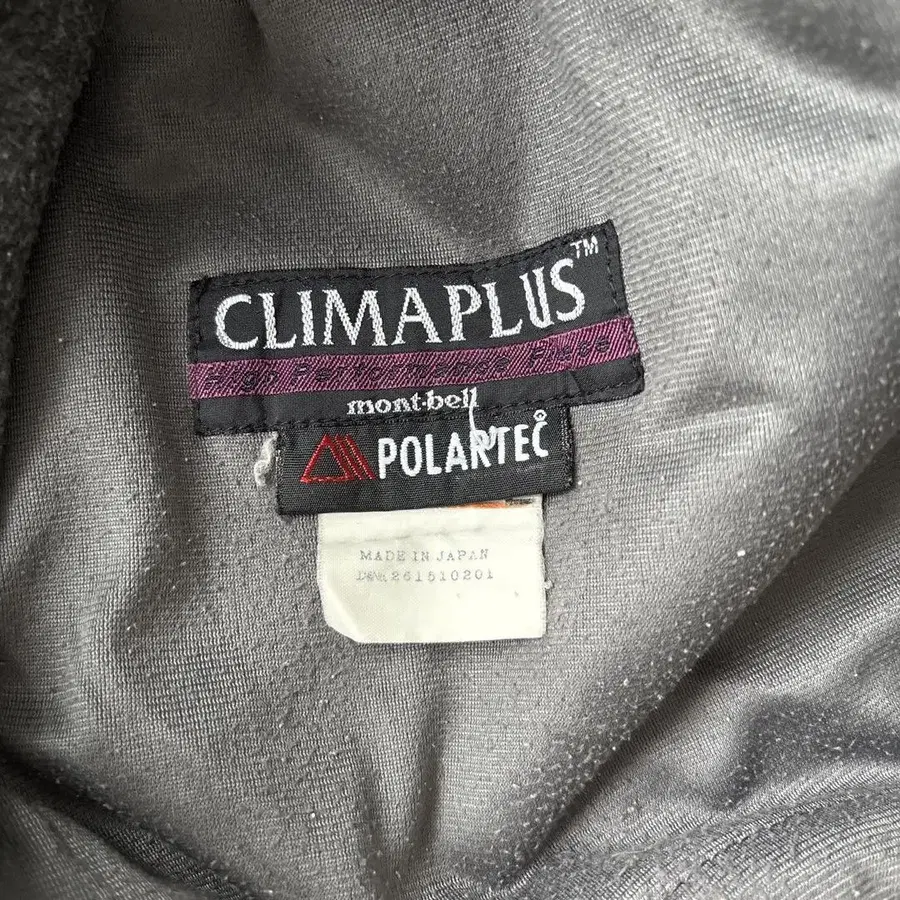 CLIMAPLUS™
High Performance Fleece
mont-bell
POLARTEC®
MADE IN JAPAN
261510201